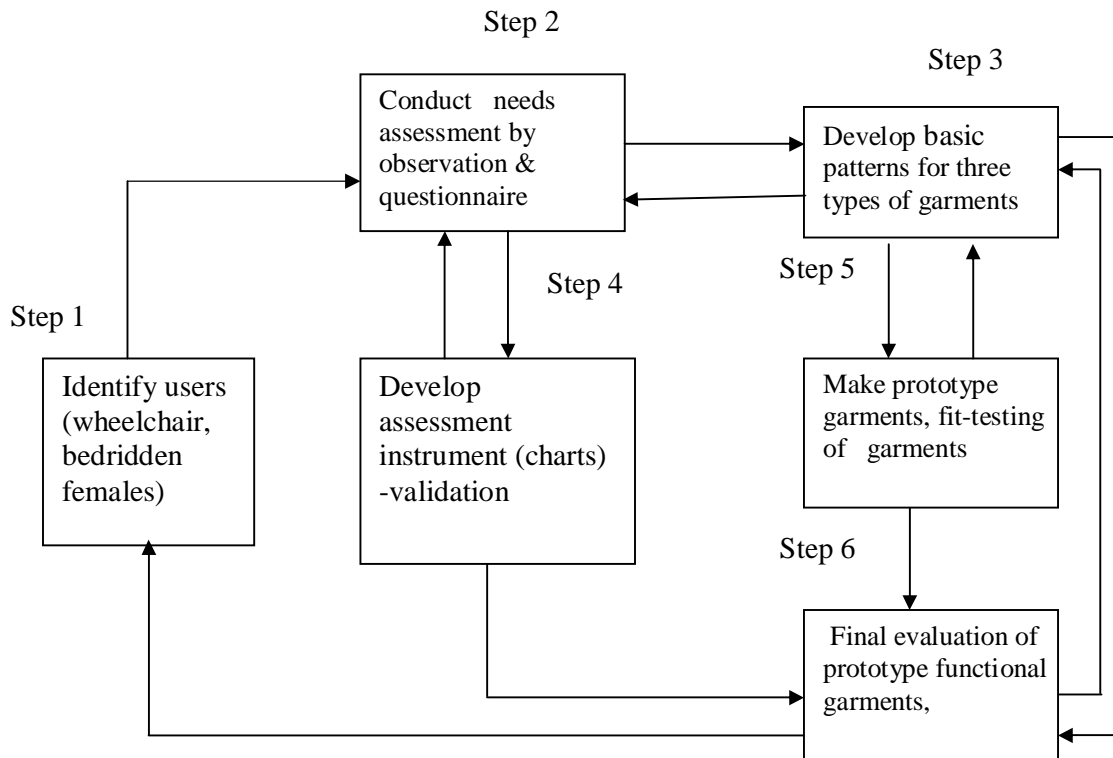 Step 2
Step 3
Conduct needs
assessment by
observation &
questionnaire
Develop basic
patterns for three
types of garments
Step 5
Step 4
Step 1
Identify users
(wheelchair,
bedridden
females)
Develop
assessment
instrument (charts)
-validation
Make prototype
garments, fit-testing
of garments
Step 6
Final evaluation of
prototype functional
garments,